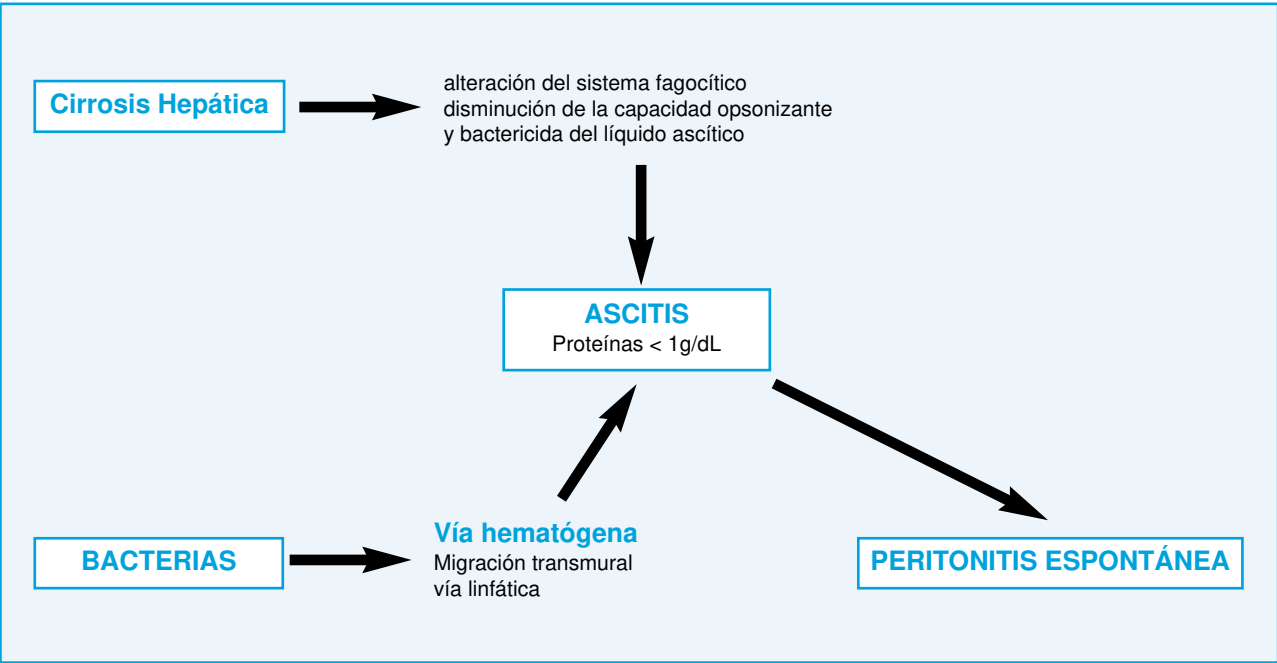 Cirrosis Hepática
alteración del sistema fagocítico
disminución de la capacidad opsonizante
y bactericida del líquido ascítico
ASCITIS
Proteínas < 1g/dL
BACTERIAS
Vía hematógena
Migración transmural
vía linfática
PERITONITIS ESPONTÁNEA